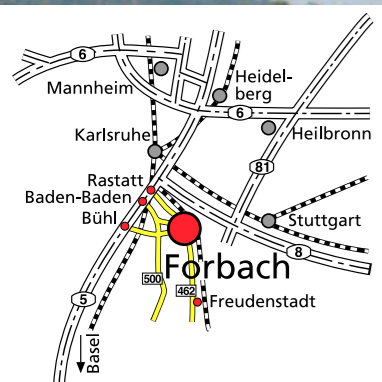 6
Mannheim
Heidel-
berg
6
Karlsruhe
Heilbronn
81
Rastatt
Baden-Baden
Bühl
Stuttgart
8
Forbach
500
462
5
Freudenstadt
Basel